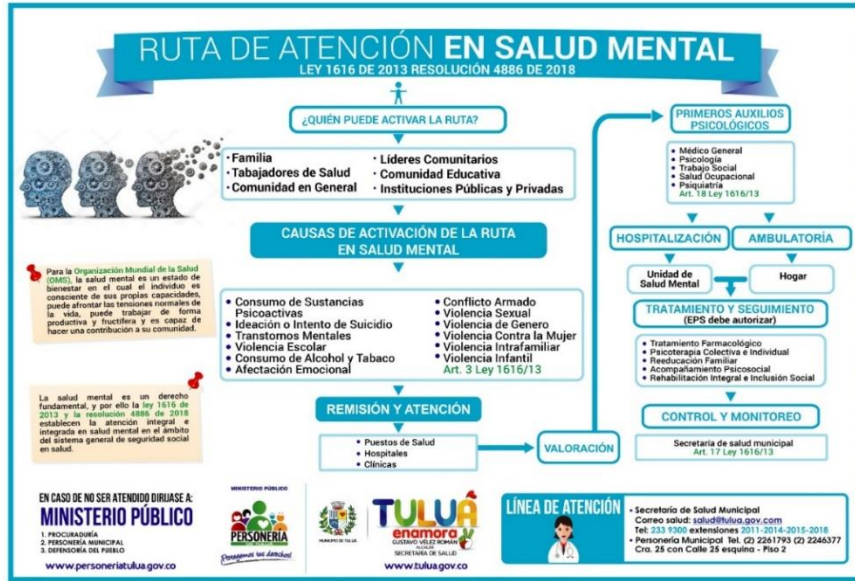 RUTA DE ATENCIÓN EN SALUD MENTAL
LEY 1616 DE 2013 RESOLUCIÓN 4886 DE 2018
¿QUIÉN PUEDE ACTIVAR LA RUTA?
• Familia
• Tabajadores de Salud
• Comunidad en General
• Líderes Comunitarios
• Comunidad Educativa
• Instituciones Públicas y Privadas
CAUSAS DE ACTIVACIÓN DE LA RUTA
EN SALUD MENTAL
• Consumo de Sustancias
Psicoactivas
• Ideación o Intento de Suicidio
• Transtornos Mentales
• Violencia Escolar
• Consumo de Alcohol y Tabaco
• Afectación Emocional
• Conflicto Armado
• Violencia Sexual
• Violencia de Genero
• Violencia Contra la Mujer
• Violencia Intrafamiliar
• Violencia Infantil
Art. 3 Ley 1616/13
REMISIÓN Y ATENCIÓN
• Puestos de Salud
• Hospitales
• Clínicas
VALORACIÓN
PRIMEROS AUXILIOS
PSICOLÓGICOS
• Médico General
• Psicología
• Trabajo Social
• Salud Ocupacional
• Psiquiatría
Art. 18 Ley 1616/13
HOSPITALIZACIÓN
AMBULATORÍA
Unidad de
Salud Mental
Hogar
TRATAMIENTO Y SEGUIMIENTO
(EPS debe autorizar)
• Tratamiento Farmacológico
• Psicoterapia Colectiva e Individual
• Reeducación Familiar
• Acompañamiento Psicosocial
• Rehabilitación Integral e Inclusión Social
CONTROL Y MONITOREO
Secretaría de salud municipal
Art. 17 Ley 1616/13
Para la Organización Mundial de la Salud
(OMS), la salud mental es un estado de
bienestar en el cual el individuo es
consciente de sus propias capacidades,
puede afrontar las tensiones normales de
la vida, puede trabajar de forma
productiva y fructífera y es capaz de
hacer una contribución a su comunidad.
La salud mental es un derecho
fundamental, y por ello la ley 1616 de
2013 y la resolución 4886 de 2018
establecen la atención integral e
integrada en salud mental en el ámbito
del sistema general de seguridad social
en salud.
EN CASO DE NO SER ATENDIDO DIRIJASE A:
MINISTERIO PÚBLICO
1. PROCURADURÍA
2. PERSONERÍA MUNICIPAL
3. DEFENSORÍA DEL PUEBLO
www.personeriatulua.gov.co
MINISTERIO PÚBLICO
PERSONERÍA
MUNICIPIO DE TULUA
TULUÁ
enamora
GUSTAVO VÉLEZ ROMÁN
ALCALDE
SECRETARÍA DE SALUD
www.tulua.gov.co
LÍNEA DE ATENCIÓN
• Secretaría de Salud Municipal
Correo salud: salud@tulua.gov.com
Tel: 233 9300 extensiones 2011-2014-2015-2018
• Personería Municipal Tel. (2) 2261793 (2) 2246377
Cra. 25 con Calle 25 esquina - Piso 2